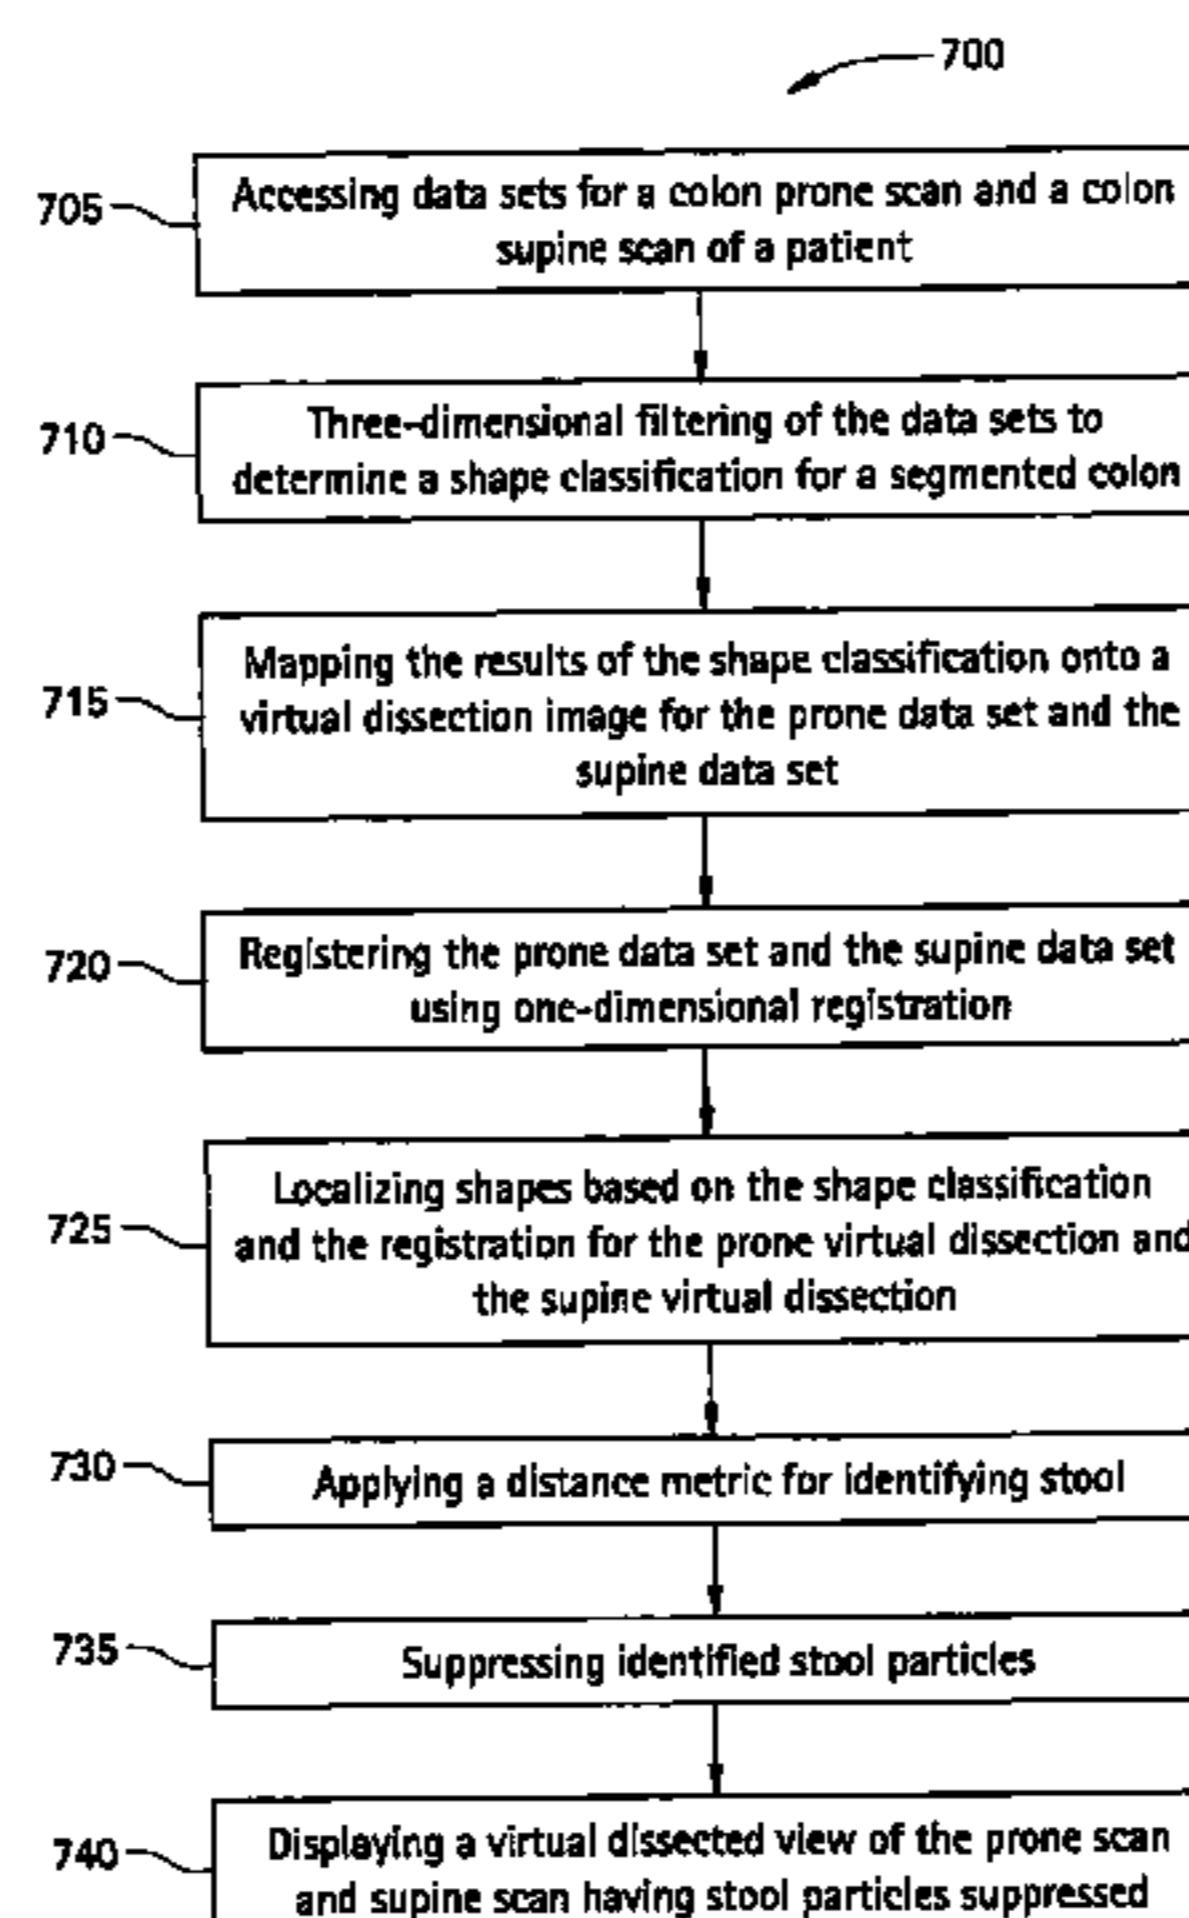 700
705
Accessing data sets for a colon prone scan and a colon
supine scan of a patient
710
Three-dimensional filtering of the data sets to
determine a shape classification for a segmented colon
715
Mapping the results of the shape classification onto a
virtual dissection image for the prone data set and the
supine data set
720
Registering the prone data set and the supine data set
using one-dimensional registration
725
Localizing shapes based on the shape classification
and the registration for the prone virtual dissection and
the supine virtual dissection
730
Applying a distance metric for identifying stool
735
Suppressing identified stool particles
740
Displaying a virtual dissected view of the prone scan
and supine scan having stool particles suppressed